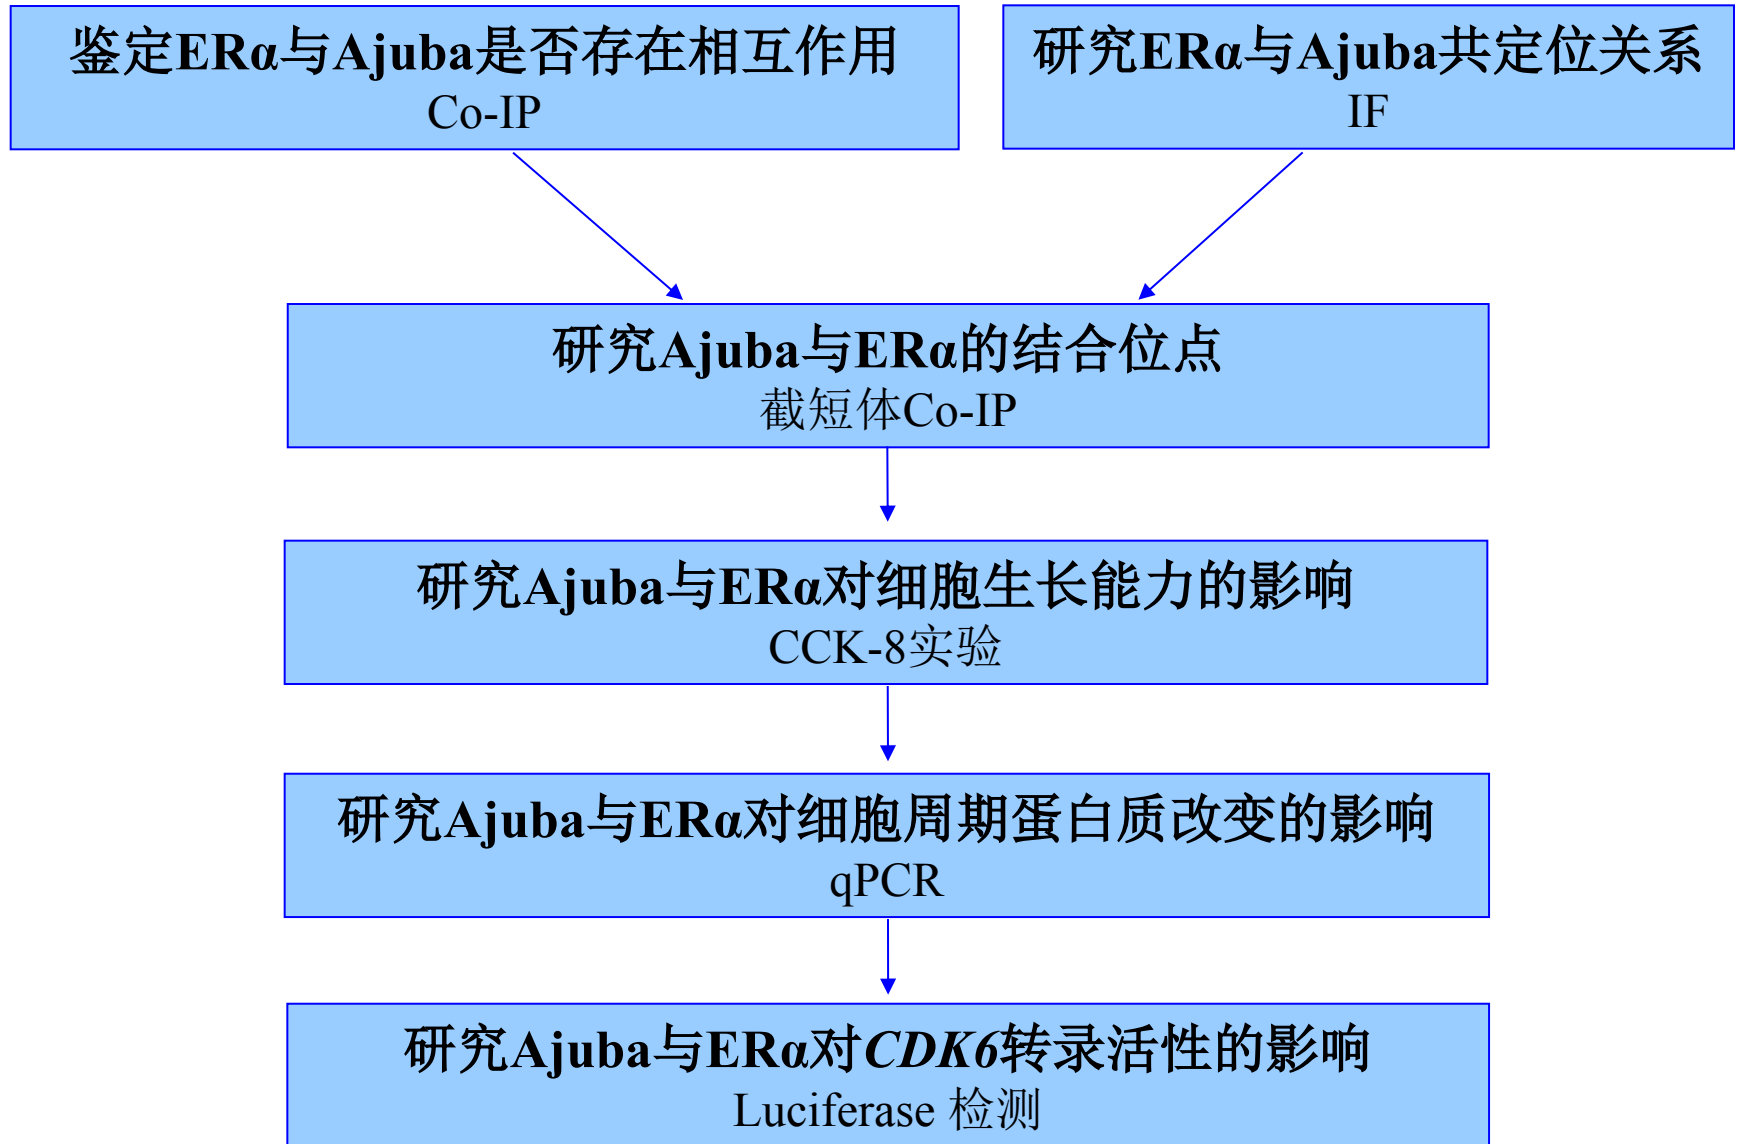 鉴定ERα与Ajuba是否存在相互作用
Co-IP
研究ERα与Ajuba共定位关系
IF
研究Ajuba与ERα的结合位点
截短体Co-IP
研究Ajuba与ERα对细胞生长能力的影响
CCK-8实验
研究Ajuba与ERα对细胞周期蛋白质改变的影响
qPCR
研究Ajuba与ERα对CDK6转录活性的影响
Luciferase 检测